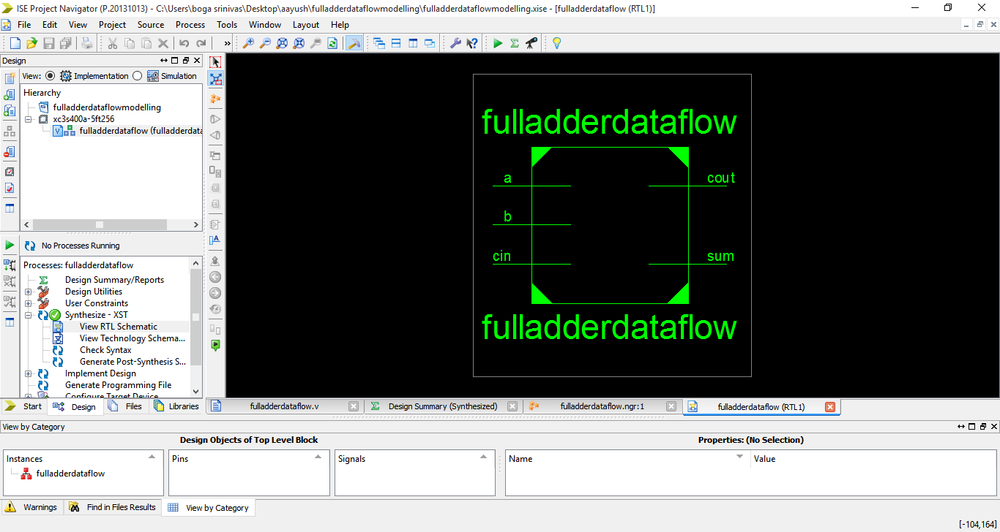 ISE Project Navigator (P.20131013) - C:\Users\boga srinivas\Desktop\aayush\fulladderdataflowmodelling\fulladderdataflowmodelling.xise - [fulladderdataflow (RTL1)]
File Edit View Project Source Process Tools Window Layout Help
»
Design
View: Implementation Simulation
Hierarchy
fulladderdataflowmodelling
xc3s400a-5ft256
fulladderdataflow (fulladderdata
No Processes Running
Processes: fulladderdataflow
Design Summary/Reports
Design Utilities
User Constraints
Synthesize - XST
View RTL Schematic
View Technology Schema...
Check Syntax
Generate Post-Synthesis S...
Implement Design
Generate Programming File
Configure Target Device
Start Design Files Libraries
fulladderdataflow
a
cout
b
cin
sum
fulladderdataflow
fulladderdataflow.v Design Summary (Synthesized) fulladderdataflow.ngr:1 fulladderdataflow (RTL1)
View by Category
Design Objects of Top Level Block Properties: (No Selection)
Instances Pins Signals Name Value
fulladderdataflow
Warnings Find in Files Results View by Category
[-104,164]